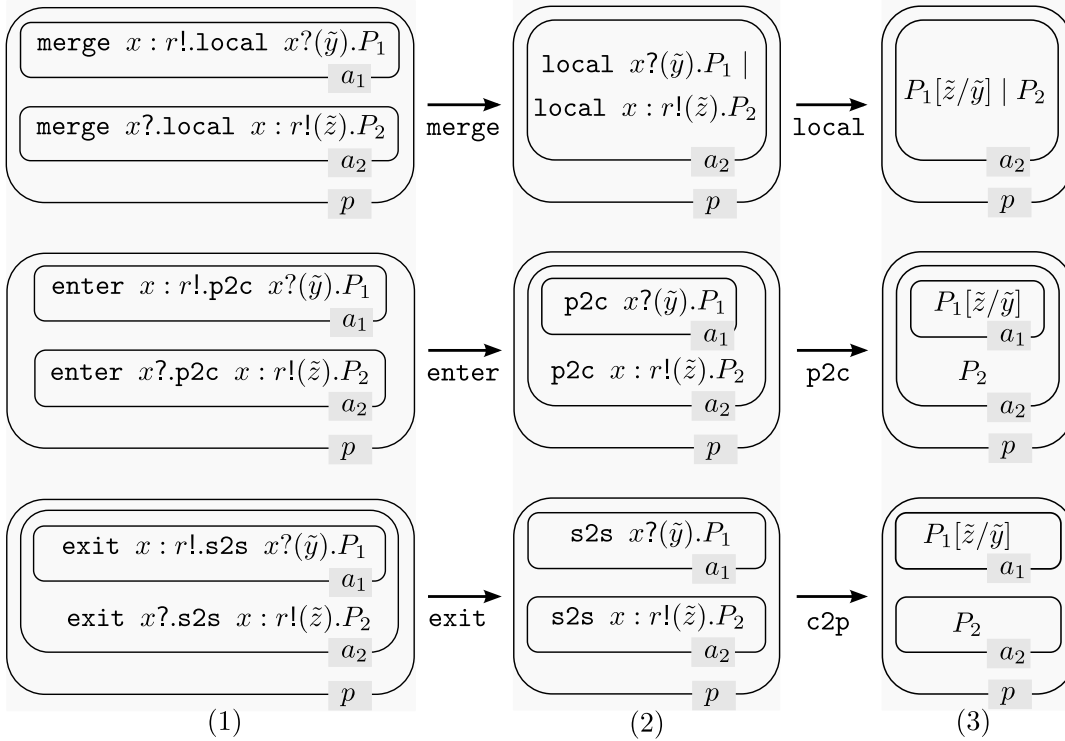 merge x : r!.local x?(ỹ).P₁
a₁
merge x?.local x : r!(z̃).P₂
a₂
p
merge
local x?(ỹ).P₁ |
local x : r!(z̃).P₂
a₂
p
local
P₁[z̃/ỹ] | P₂
a₂
p
enter x : r!.p2c x?(ỹ).P₁
a₁
enter x?.p2c x : r!(z̃).P₂
a₂
p
enter
p2c x?(ỹ).P₁
a₁
p2c x : r!(z̃).P₂
a₂
p
p2c
P₁[z̃/ỹ]
a₁
P₂
a₂
p
exit x : r!.s2s x?(ỹ).P₁
a₁
exit x?.s2s x : r!(z̃).P₂
a₂
p
exit
s2s x?(ỹ).P₁
a₁
s2s x : r!(z̃).P₂
a₂
p
c2p
P₁[z̃/ỹ]
a₁
P₂
a₂
p
(1)
(2)
(3)